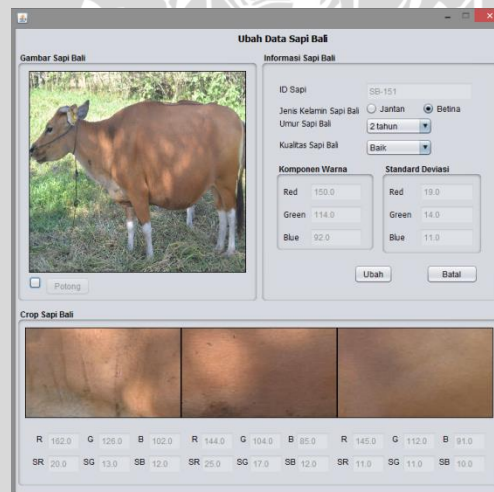 Ubah Data Sapi Bali
Gambar Sapi Bali
Informasi Sapi Bali
ID Sapi SB-151
Jenis Kelamin Sapi Bali Jantan Betina
Umur Sapi Bali 2 tahun
Kualitas Sapi Bali Baik
Komponen Warna Standard Deviasi
Red 150.0 Red 19.0
Green 114.0 Green 14.0
Blue 92.0 Blue 11.0
Ubah Batal
Potong
Crop Sapi Bali
R 162.0 G 126.0 B 102.0 R 144.0 G 104.0 B 85.0 R 145.0 G 112.0 B 91.0
SR 20.0 SG 13.0 SB 12.0 SR 25.0 SG 17.0 SB 12.0 SR 11.0 SG 11.0 SB 10.0